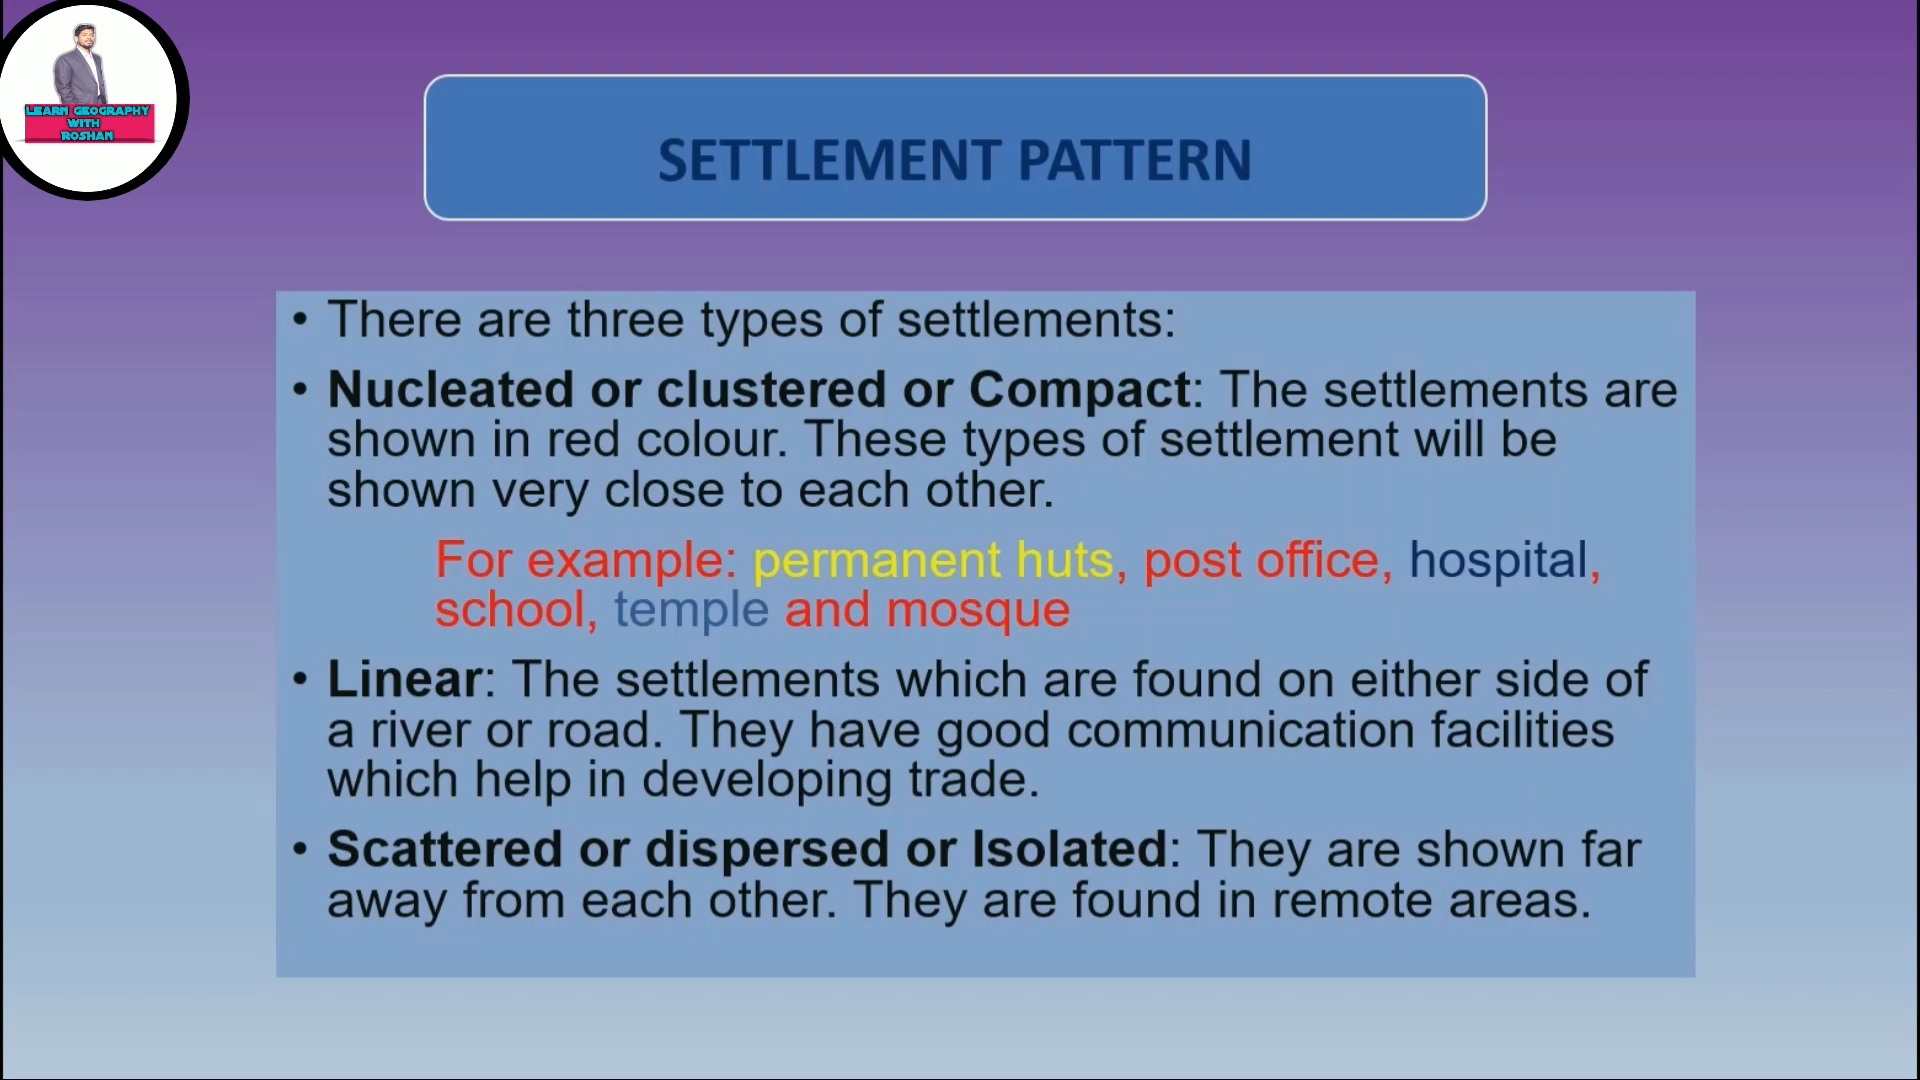 LEARN GEOGRAPHY
WITH
ROSHAN
SETTLEMENT PATTERN
• There are three types of settlements:
• Nucleated or clustered or Compact: The settlements are
shown in red colour. These types of settlement will be
shown very close to each other.
For example: permanent huts, post office, hospital,
school, temple and mosque
• Linear: The settlements which are found on either side of
a river or road. They have good communication facilities
which help in developing trade.
• Scattered or dispersed or Isolated: They are shown far
away from each other. They are found in remote areas.